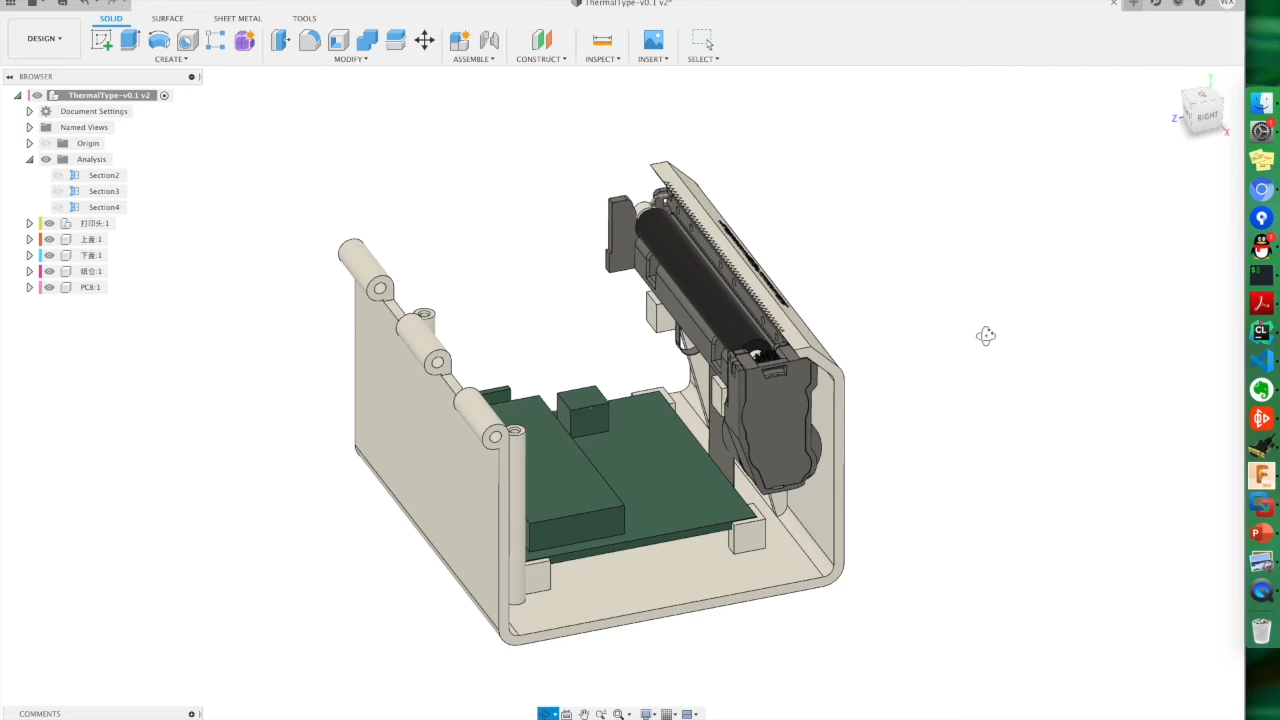 ThermalType-v0.1 v2*
WX
SOLID
SURFACE
SHEET METAL
TOOLS
DESIGN
CREATE
MODIFY
ASSEMBLE
CONSTRUCT
INSPECT
INSERT
SELECT
BROWSER
ThermalType-v0.1 v2
Document Settings
Named Views
Origin
Analysis
Section2
Section3
Section4
打印头:1
上盖:1
下盖:1
纸仓:1
PCB:1
Y
Z
X
RIGHT
COMMENTS